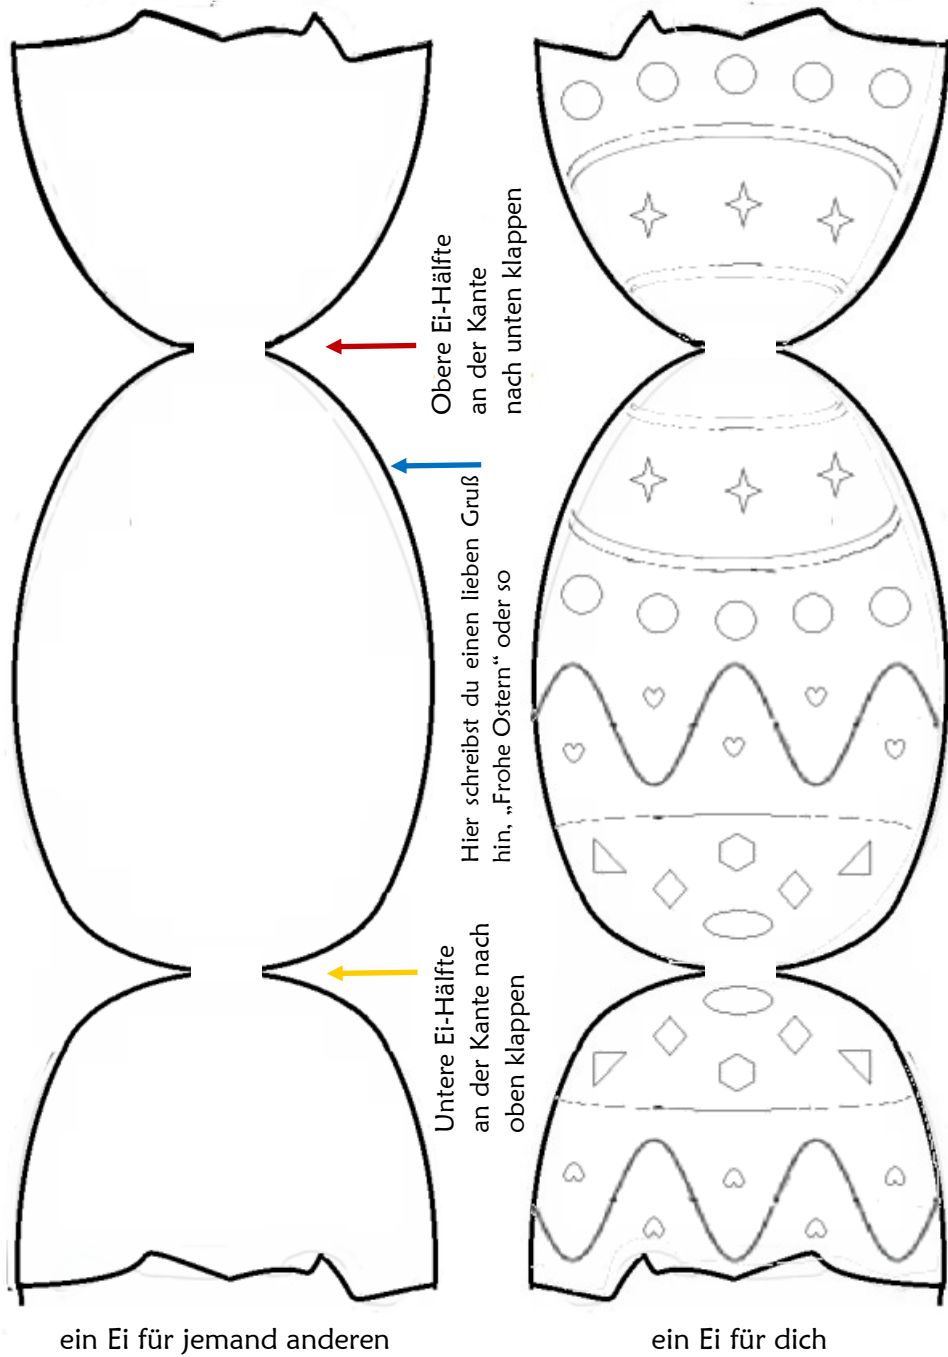 Obere Ei-Hälfte
an der Kante
nach unten klappen
Hier schreibst du einen lieben Gruß
hin, „Frohe Ostern“ oder so
Untere Ei-Hälfte
an der Kante nach
oben klappen
ein Ei für jemand anderen
ein Ei für dich